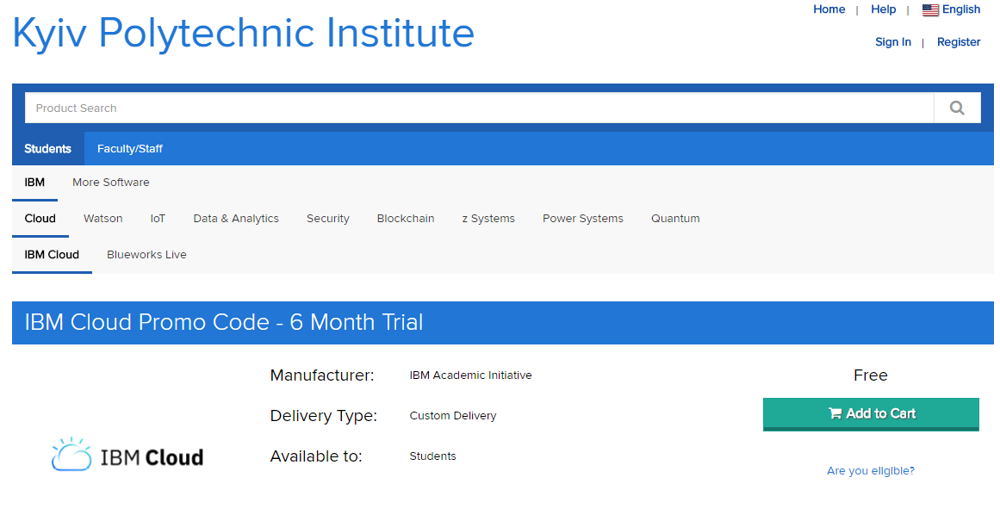 Home | Help | English
Kyiv Polytechnic Institute
Sign In | Register
Product Search
Students Faculty/Staff
IBM More Software
Cloud Watson IoT Data & Analytics Security Blockchain z Systems Power Systems Quantum
IBM Cloud Blueworks Live
IBM Cloud Promo Code - 6 Month Trial
Manufacturer: IBM Academic Initiative Free
Delivery Type: Custom Delivery Add to Cart
IBM Cloud Available to: Students
Are you eligible?